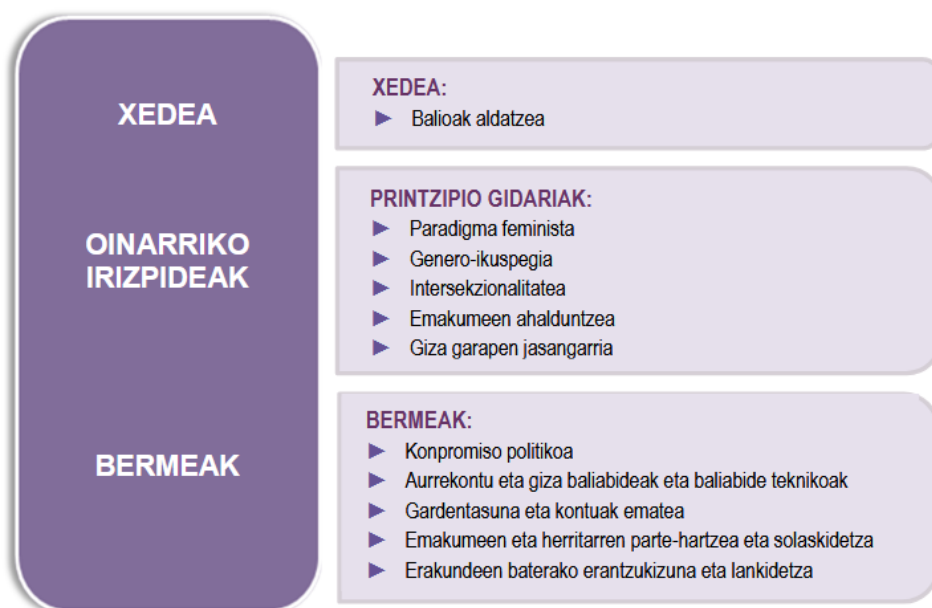 XEDEA
XEDEA:
► Balioak aldatzea
OINARRIKO
IRIZPIDEAK
PRINTZIPIO GIDARIAK:
► Paradigma feminista
► Genero-ikuspegia
► Intersekzionalitatea
► Emakumeen ahalduntzea
► Giza garapen jasangarria
BERMEAK
BERMEAK:
► Konpromiso politikoa
► Aurrekontu eta giza baliabideak eta baliabide teknikoak
► Gardentasuna eta kontuak ematea
► Emakumeen eta herritarren parte-hartzea eta solaskidetza
► Erakundeen baterako erantzukizuna eta lankidetza